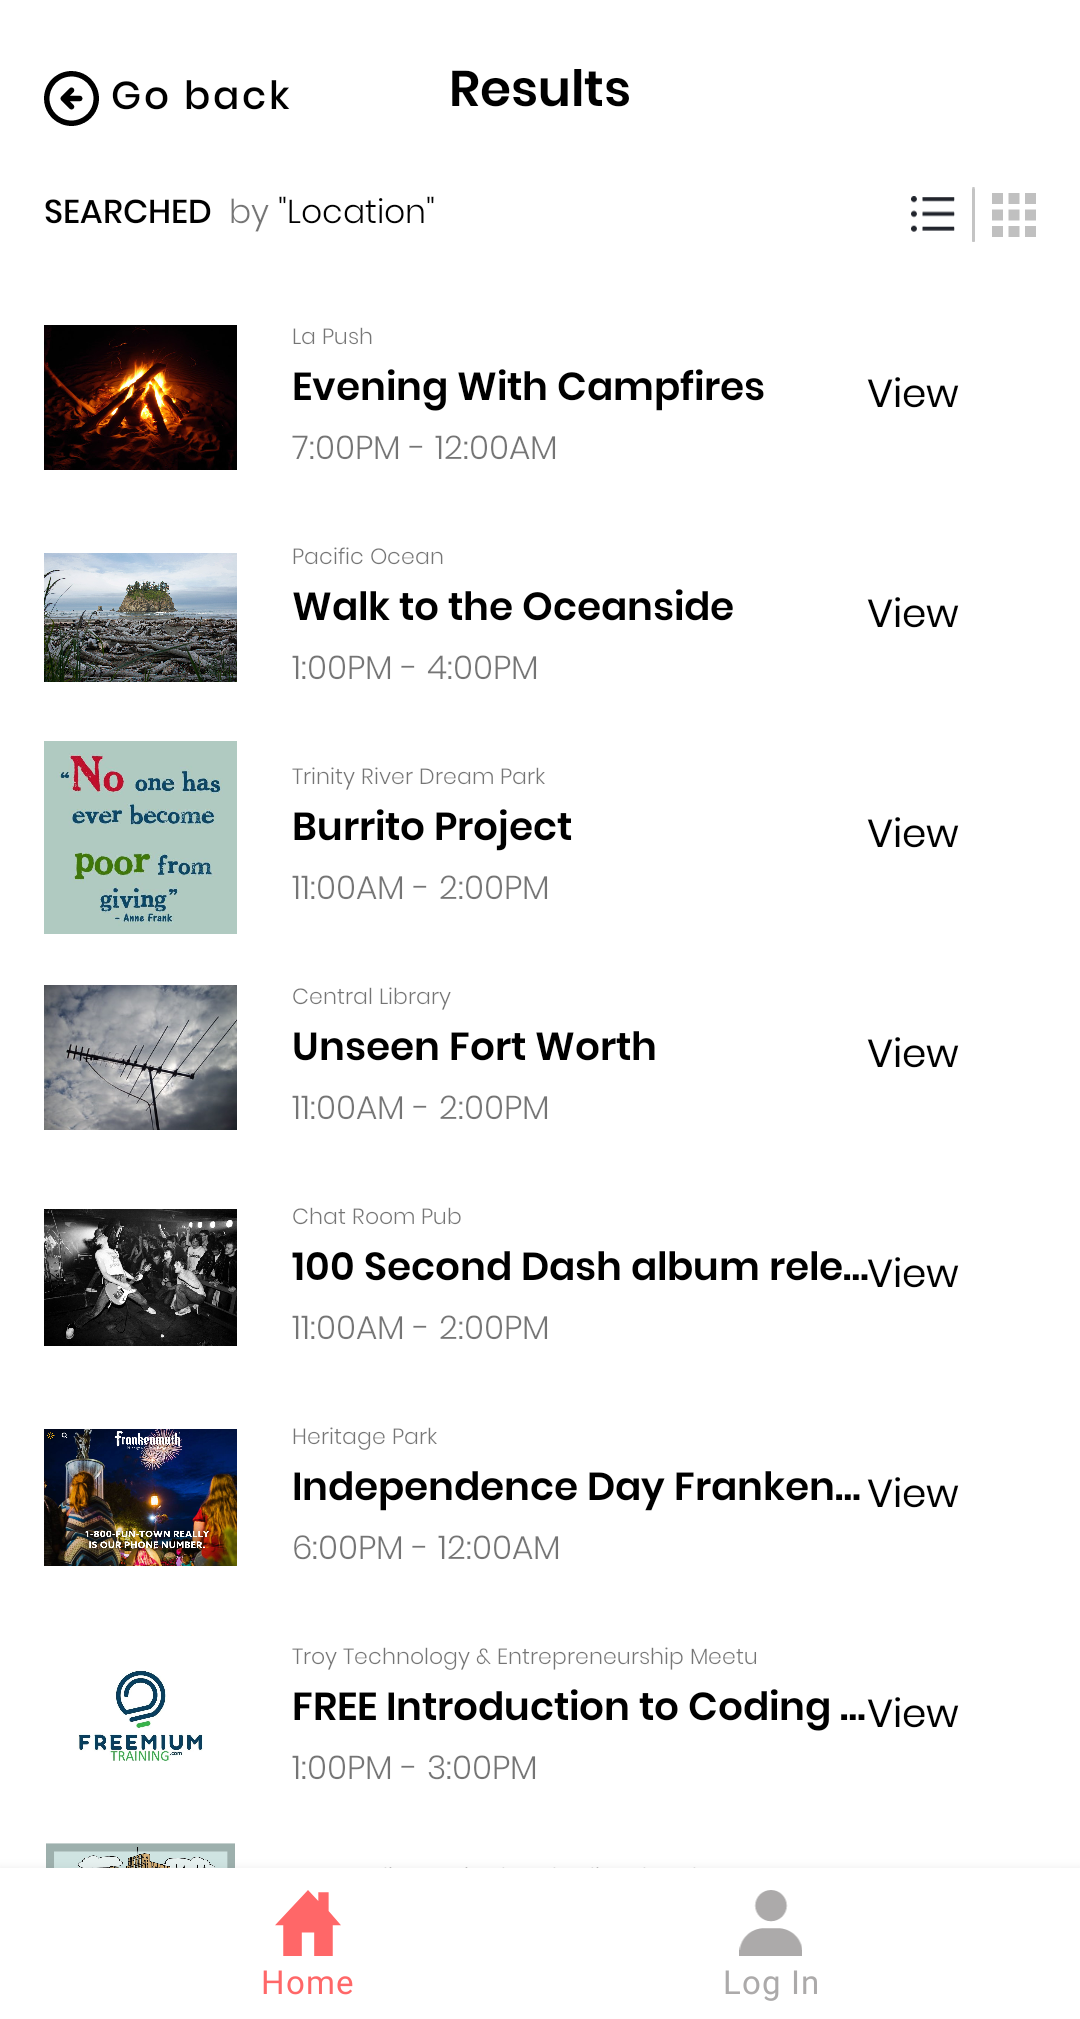 Go back
Results
SEARCHED by "Location"
La Push
Evening With Campfires
View
7:00PM - 12:00AM
Pacific Ocean
Walk to the Oceanside
View
1:00PM - 4:00PM
"No one has
ever become
poor from
giving"
- Anne Frank
Trinity River Dream Park
Burrito Project
View
11:00AM - 2:00PM
Central Library
Unseen Fort Worth
View
11:00AM - 2:00PM
Chat Room Pub
100 Second Dash album rele...
View
11:00AM - 2:00PM
Frankenmuth
1-800-FUN-TOWN REALLY
IS OUR PHONE NUMBER.
Heritage Park
Independence Day Franken...
View
6:00PM - 12:00AM
FREEMIUM
TRAINING.com
Troy Technology & Entrepreneurship Meetu
FREE Introduction to Coding ...
View
1:00PM - 3:00PM
Home
Log In